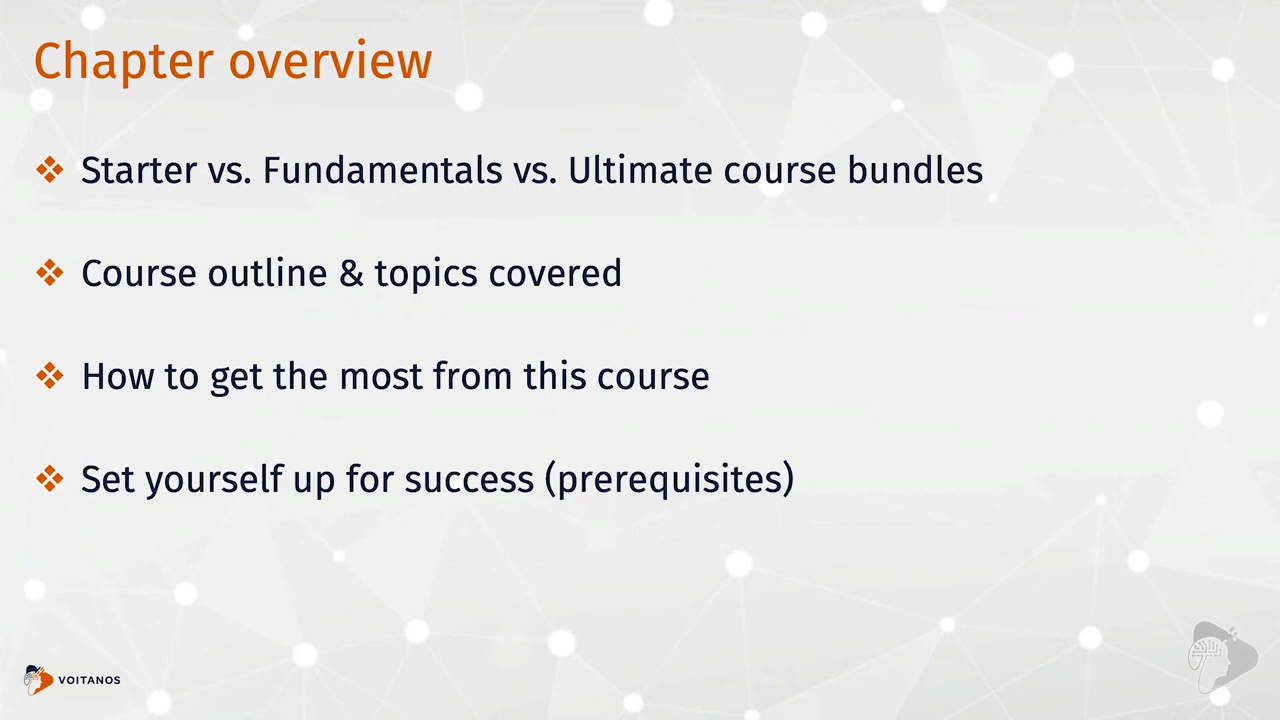 Chapter overview
Starter vs. Fundamentals vs. Ultimate course bundles
Course outline & topics covered
How to get the most from this course
Set yourself up for success (prerequisites)
VOITANOS